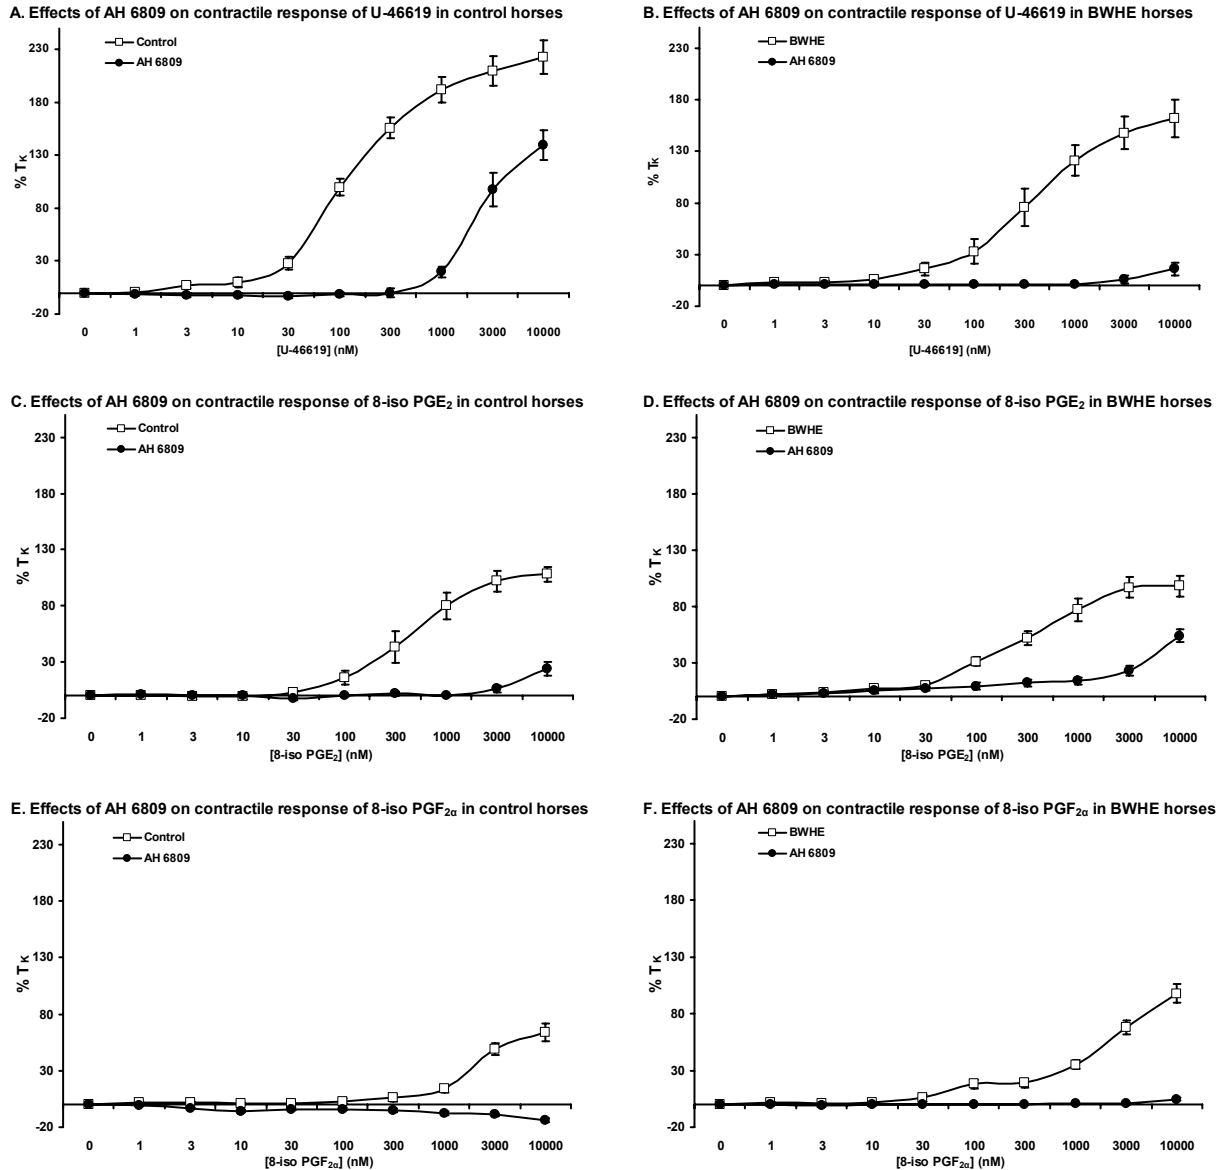 A. Effects of AH 6809 on contractile response of U-46619 in control horses
Control
AH 6809
230
180
130
80
30
-20
% TK
0 1 3 10 30 100 300 1000 3000 10000
[U-46619] (nM)
B. Effects of AH 6809 on contractile response of U-46619 in BWHE horses
BWHE
AH 6809
230
180
130
80
30
-20
% TK
0 1 3 10 30 100 300 1000 3000 10000
[U-46619] (nM)
C. Effects of AH 6809 on contractile response of 8-iso PGE₂ in control horses
Control
AH 6809
230
180
130
80
30
-20
% TK
0 1 3 10 30 100 300 1000 3000 10000
[8-iso PGE₂] (nM)
D. Effects of AH 6809 on contractile response of 8-iso PGE₂ in BWHE horses
BWHE
AH 6809
230
180
130
80
30
-20
% TK
0 1 3 10 30 100 300 1000 3000 10000
[8-iso PGE₂] (nM)
E. Effects of AH 6809 on contractile response of 8-iso PGF₂α in control horses
Control
AH 6809
230
180
130
80
30
-20
% TK
0 1 3 10 30 100 300 1000 3000 10000
[8-iso PGF₂α] (nM)
F. Effects of AH 6809 on contractile response of 8-iso PGF₂α in BWHE horses
BWHE
AH 6809
230
180
130
80
30
-20
% TK
0 1 3 10 30 100 300 1000 3000 10000
[8-iso PGF₂α] (nM)